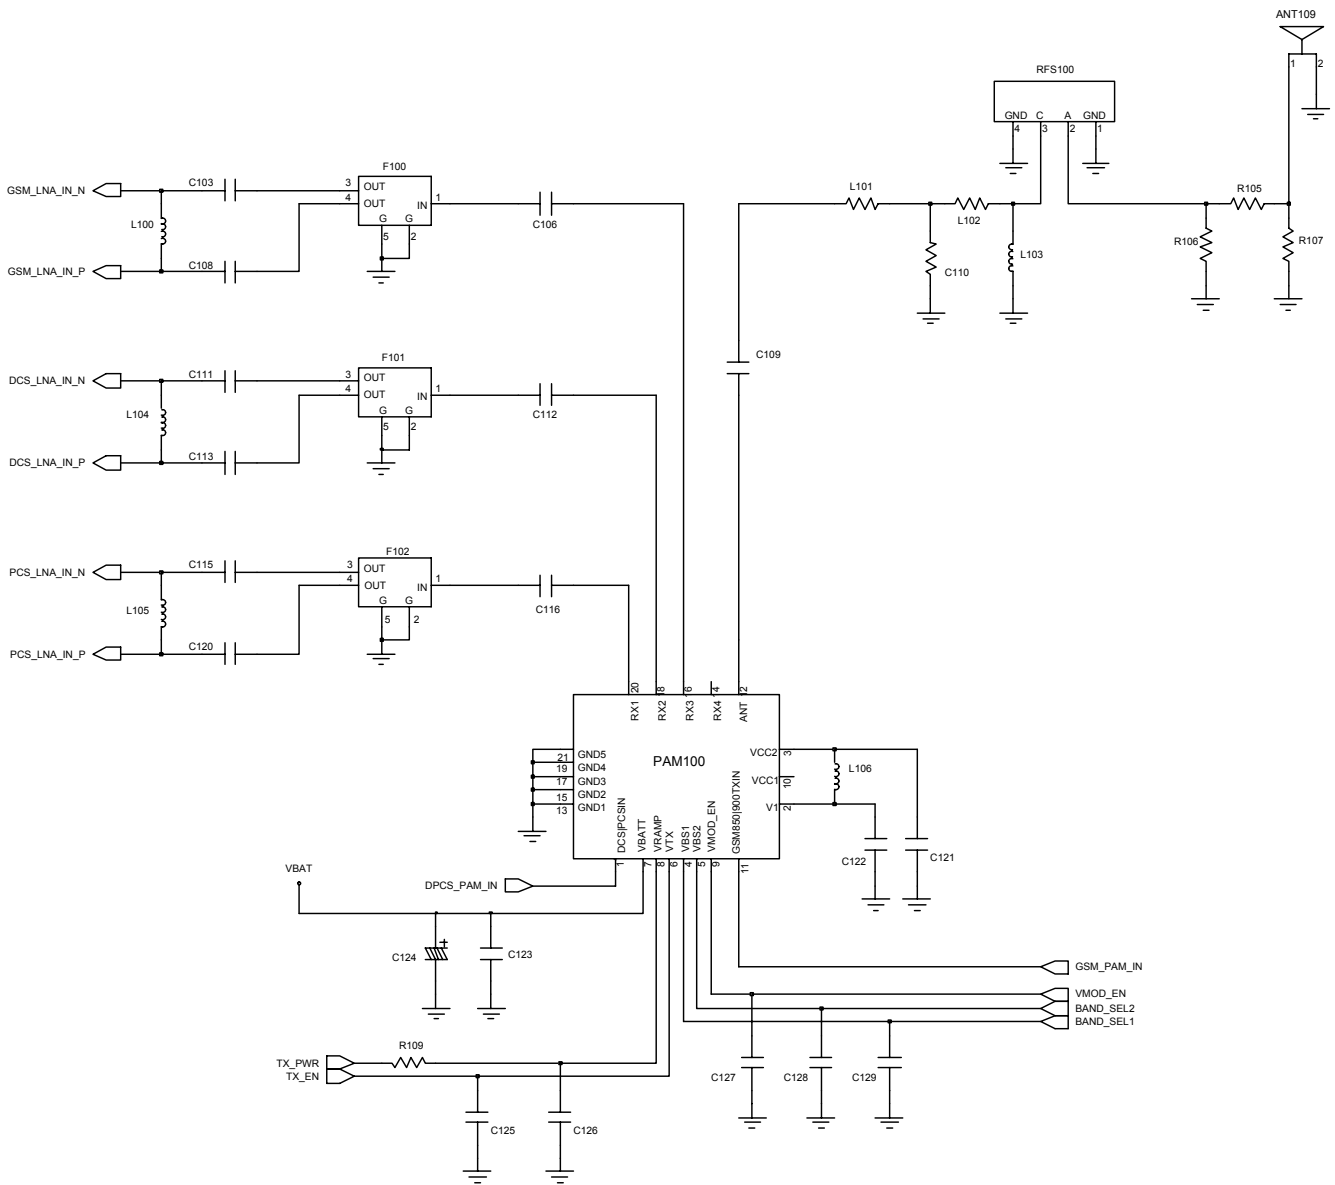 ANT109
1 2
RFS100
GND C A GND
4 3 2 1
F100
GSM_LNA_IN_N
C103
3 OUT
4 OUT
IN 1
G G
5 2
L100
C106
GSM_LNA_IN_P
C108
L101
L102
R105
R106
R107
C110
L103
C109
F101
DCS_LNA_IN_N
C111
3 OUT
4 OUT
IN 1
G G
5 2
L104
C112
DCS_LNA_IN_P
C113
F102
PCS_LNA_IN_N
C115
3 OUT
4 OUT
IN 1
G G
5 2
L105
C116
PCS_LNA_IN_P
C120
20 18 16 14 12
RX1 RX2 RX3 RX4 ANT
PAM100
21 GND5
19 GND4
17 GND3
15 GND2
13 GND1
VCC2 3
VCC1 10
V1 2
L106
C122
C121
DCS|PCSIN VBATT VRAMP VTX VBS1 VBS2 VMOD_EN GSM850|900TXIN
1 7 8 6 4 5 9 11
VBAT
DPCS_PAM_IN
C124
+
C123
GSM_PAM_IN
VMOD_EN
BAND_SEL2
BAND_SEL1
R109
TX_PWR
TX_EN
C127
C128
C129
C125
C126